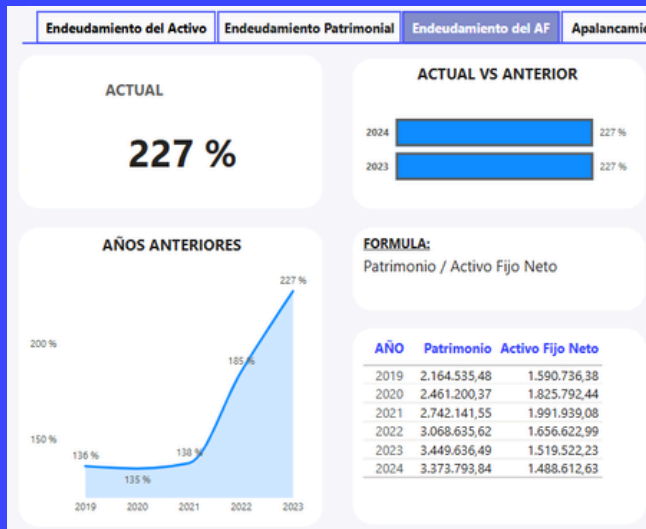 Endeudamiento del Activo
Endeudamiento Patrimonial
Endeudamiento del AF
ACTUAL
227 %
ACTUAL VS ANTERIOR
2024 227 %
2023 227 %
AÑOS ANTERIORES
227 %
200 %
185 %
150 %
136 %
138 %
135 %
2019 2020 2021 2022 2023
FORMULA:
Patrimonio / Activo Fijo Neto
AÑO Patrimonio Activo Fijo Neto
2019 2.164.535,48 1.590.736,38
2020 2.461.200,37 1.825.792,44
2021 2.742.141,55 1.991.939,08
2022 3.068.635,62 1.656.622,99
2023 3.449.636,49 1.519.522,23
2024 3.373.793,84 1.488.612,63